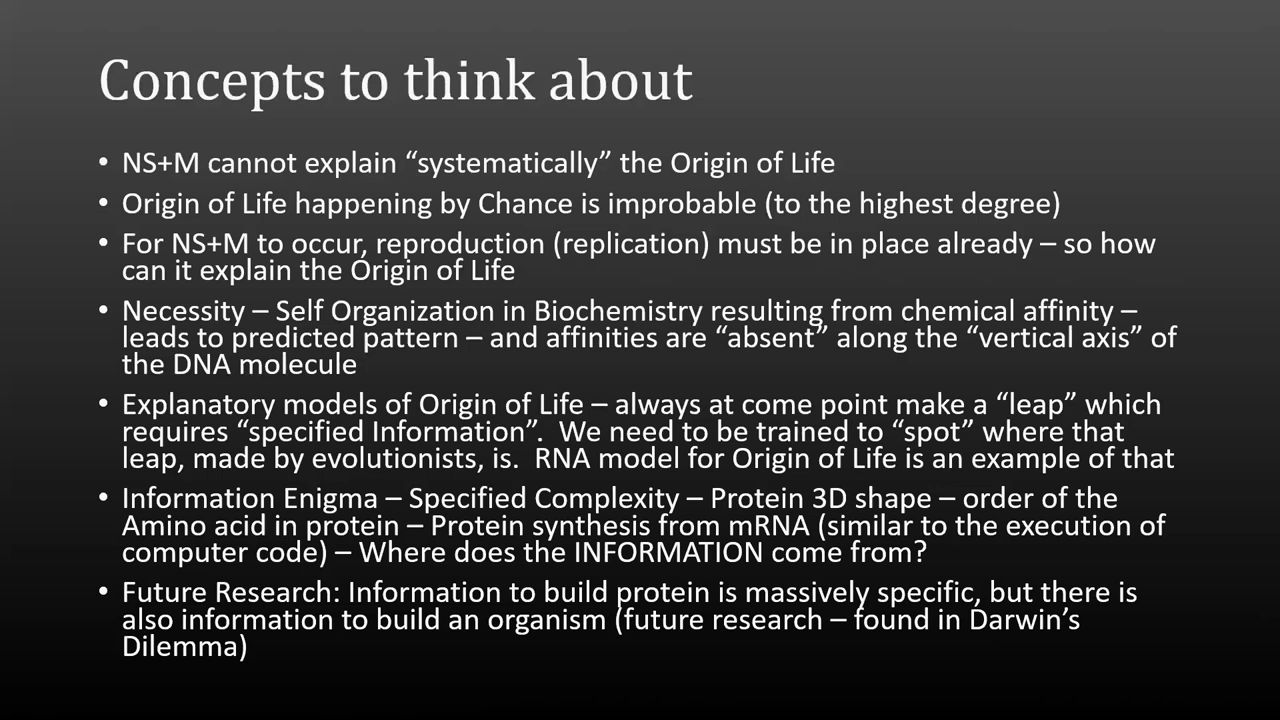 Concepts to think about
• NS+M cannot explain “systematically” the Origin of Life
• Origin of Life happening by Chance is improbable (to the highest degree)
• For NS+M to occur, reproduction (replication) must be in place already – so how
can it explain the Origin of Life
• Necessity – Self Organization in Biochemistry resulting from chemical affinity –
leads to predicted pattern – and affinities are “absent” along the “vertical axis” of
the DNA molecule
• Explanatory models of Origin of Life – always at come point make a “leap” which
requires “specified Information”.  We need to be trained to “spot” where that
leap, made by evolutionists, is.  RNA model for Origin of Life is an example of that
• Information Enigma – Specified Complexity – Protein 3D shape – order of the
Amino acid in protein – Protein synthesis from mRNA (similar to the execution of
computer code) – Where does the INFORMATION come from?
• Future Research: Information to build protein is massively specific, but there is
also information to build an organism (future research – found in Darwin’s
Dilemma)